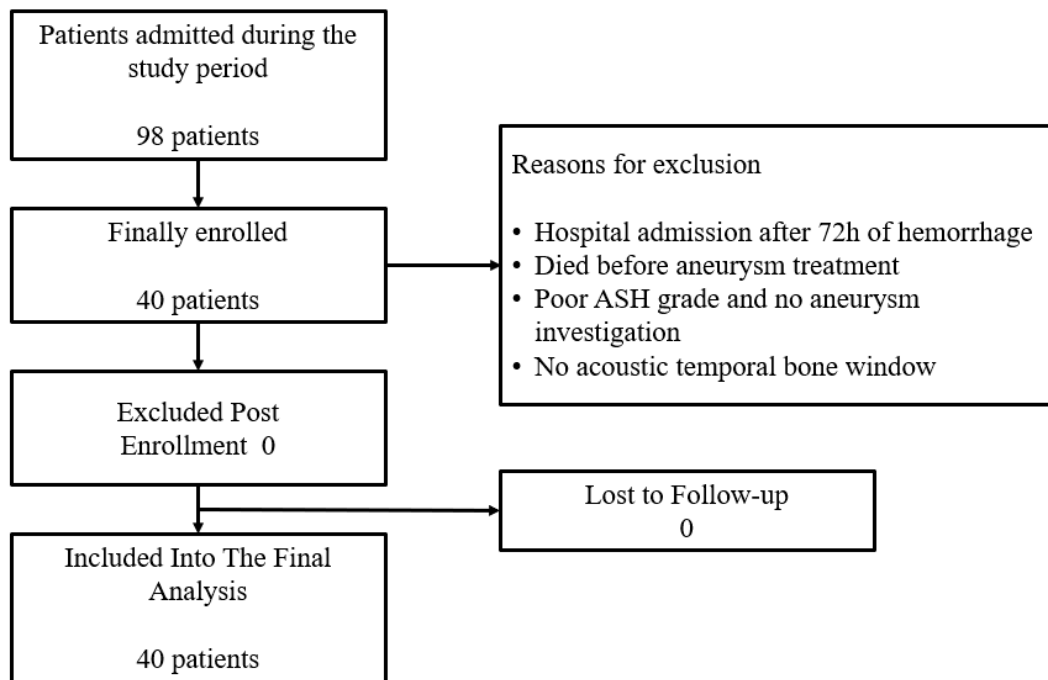 Patients admitted during the
study period
98 patients
Finally enrolled
40 patients
Reasons for exclusion
• Hospital admission after 72h of hemorrhage
• Died before aneurysm treatment
• Poor ASH grade and no aneurysm
investigation
• No acoustic temporal bone window
Excluded Post
Enrollment 0
Lost to Follow-up
0
Included Into The Final
Analysis
40 patients